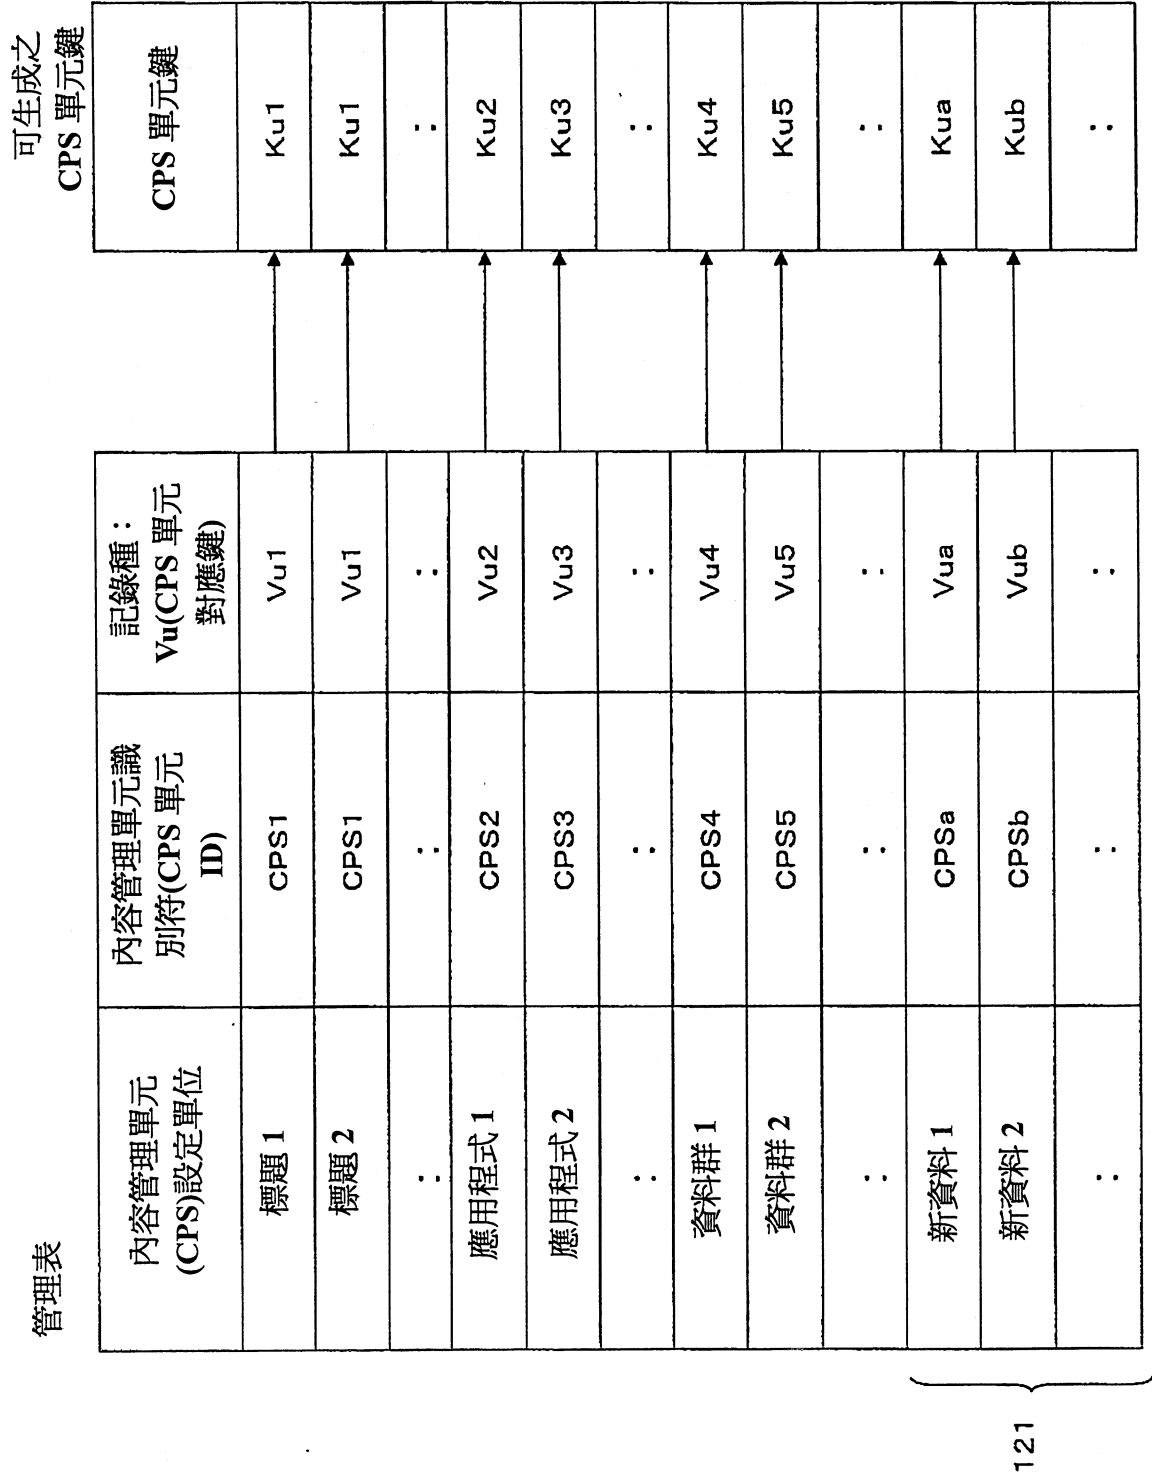 管理表
內容管理單元
(CPS)設定單位
內容管理單元識
別符(CPS 單元
ID)
記錄種：
Vu(CPS 單元
對應鍵)
可生成之
CPS 單元鍵
CPS 單元鍵
標題 1
CPS1
Vu1
Ku1
標題 2
CPS1
Vu1
Ku1
:
:
:
:
應用程式 1
CPS2
Vu2
Ku2
應用程式 2
CPS3
Vu3
Ku3
:
:
:
:
資料群 1
CPS4
Vu4
Ku4
資料群 2
CPS5
Vu5
Ku5
:
:
:
:
新資料 1
CPSa
Vua
Kua
新資料 2
CPSb
Vub
Kub
:
:
:
:
121